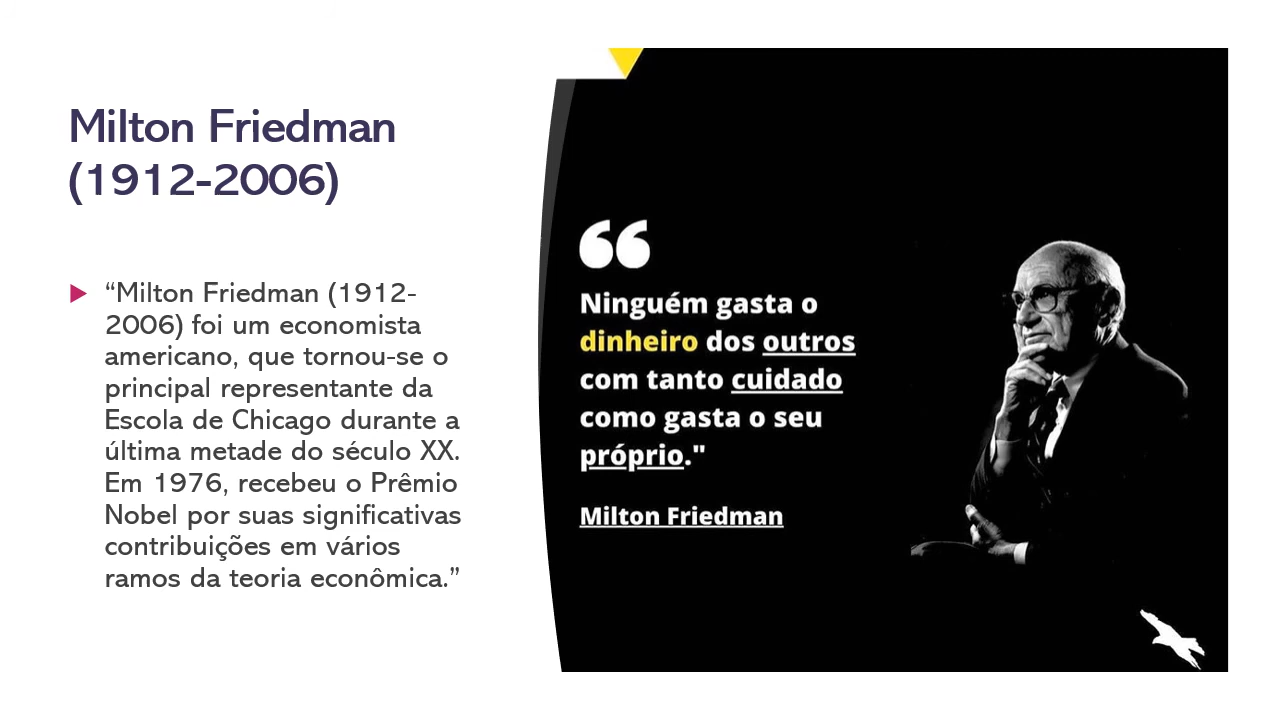 Milton Friedman
(1912-2006)
“Milton Friedman (1912-
2006) foi um economista
americano, que tornou-se o
principal representante da
Escola de Chicago durante a
última metade do século XX.
Em 1976, recebeu o Prêmio
Nobel por suas significativas
contribuições em vários
ramos da teoria econômica.”
“
Ninguém gasta o
dinheiro dos outros
com tanto cuidado
como gasta o seu
próprio."
Milton Friedman